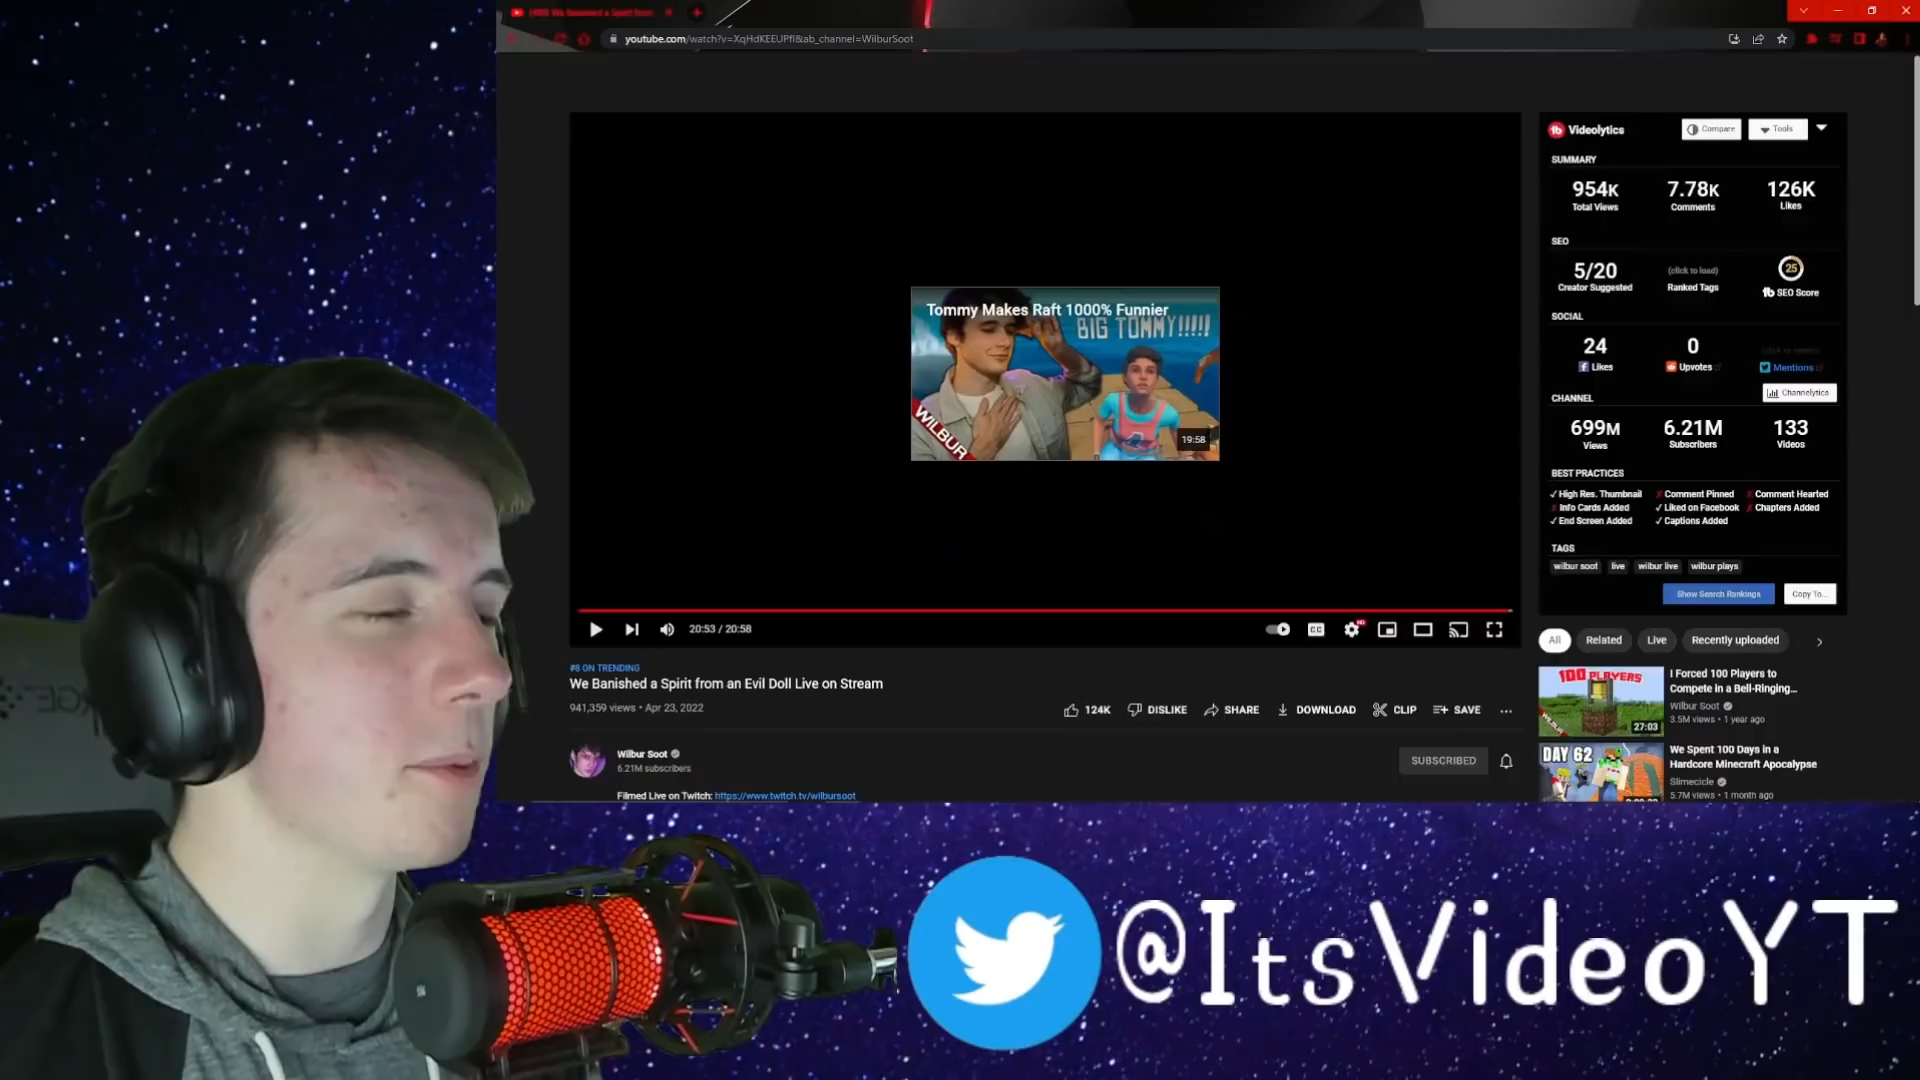 youtube.com/watch?v=XqHdKEEUPfI&ab_channel=WilburSoot
Tommy Makes Raft 1000% Funnier
BIG TOMMY!!!!!
WILBUR
19:58
20:53 / 20:58
CC
HD
#8 ON TRENDING
We Banished a Spirit from an Evil Doll Live on Stream
941,359 views • Apr 23, 2022
124K DISLIKE SHARE DOWNLOAD CLIP SAVE ...
Wilbur Soot
6.21M subscribers
SUBSCRIBED
Filmed Live on Twitch: https://www.twitch.tv/wilbursoot
tb Videolytics Compare Tools
SUMMARY
954K 7.78K 126K
Total Views Comments Likes
SEO
5/20 (click to load) 25
Creator Suggested Ranked Tags tb SEO Score
SOCIAL
24 0
Likes Upvotes Mentions
CHANNEL Channelytics
699M 6.21M 133
Views Subscribers Videos
BEST PRACTICES
✓ High Res. Thumbnail ✗ Comment Pinned ✗ Comment Hearted
✗ Info Cards Added ✓ Liked on Facebook ✗ Chapters Added
✓ End Screen Added ✓ Captions Added
TAGS
wilbur soot live wilbur live wilbur plays
Show Search Rankings Copy To...
All Related Live Recently uploaded
100 PLAYERS
27:03
I Forced 100 Players to
Compete in a Bell-Ringing...
Wilbur Soot
3.5M views • 1 year ago
DAY 62
We Spent 100 Days in a
Hardcore Minecraft Apocalypse
Slimecicle
5.7M views • 1 month ago
@ItsVideoYT